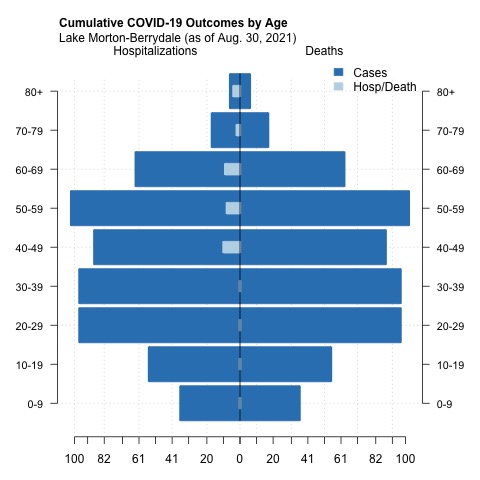 Cumulative COVID-19 Outcomes by Age
Lake Morton-Berrydale (as of Aug. 30, 2021)
Hospitalizations Deaths
Cases
Hosp/Death
80+ 80+
70-79 70-79
60-69 60-69
50-59 50-59
40-49 40-49
30-39 30-39
20-29 20-29
10-19 10-19
0-9 0-9
100 82 61 41 20 0 20 41 61 82 100